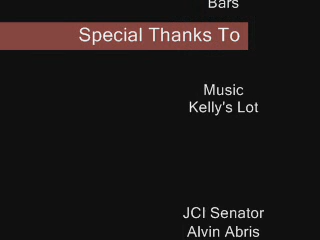 Bars
Special Thanks To
Music
Kelly's Lot
JCI Senator
Alvin Abris